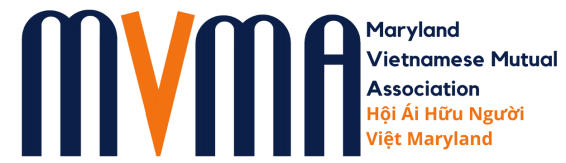 MVMA
Maryland
Vietnamese Mutual
Association
Hội Ái Hữu Người
Việt Maryland